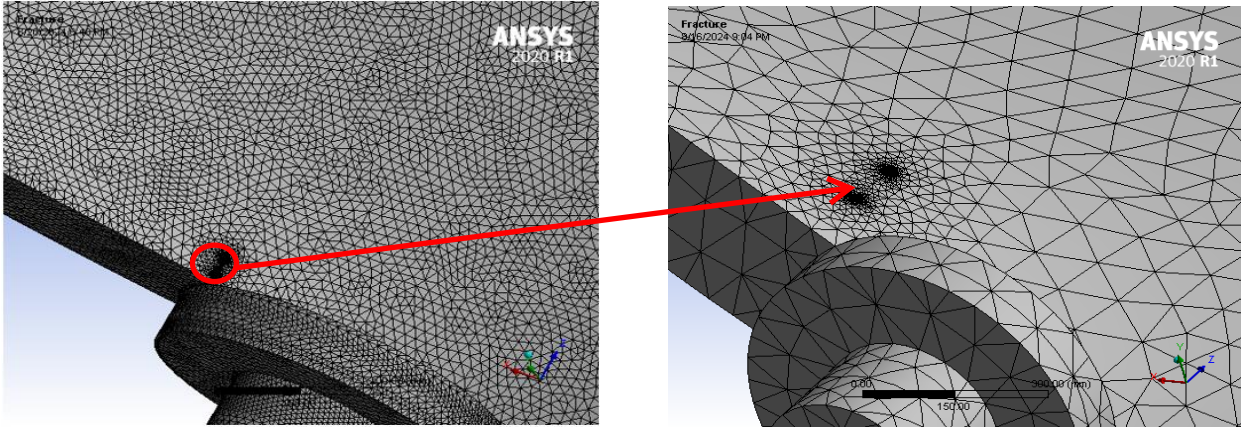 Fracture
ANSYS
2020 R1
Fracture
9/16/2024 9:04 PM
ANSYS
2020 R1
Y
Z
X
0.00
300.00 (mm)
150.00